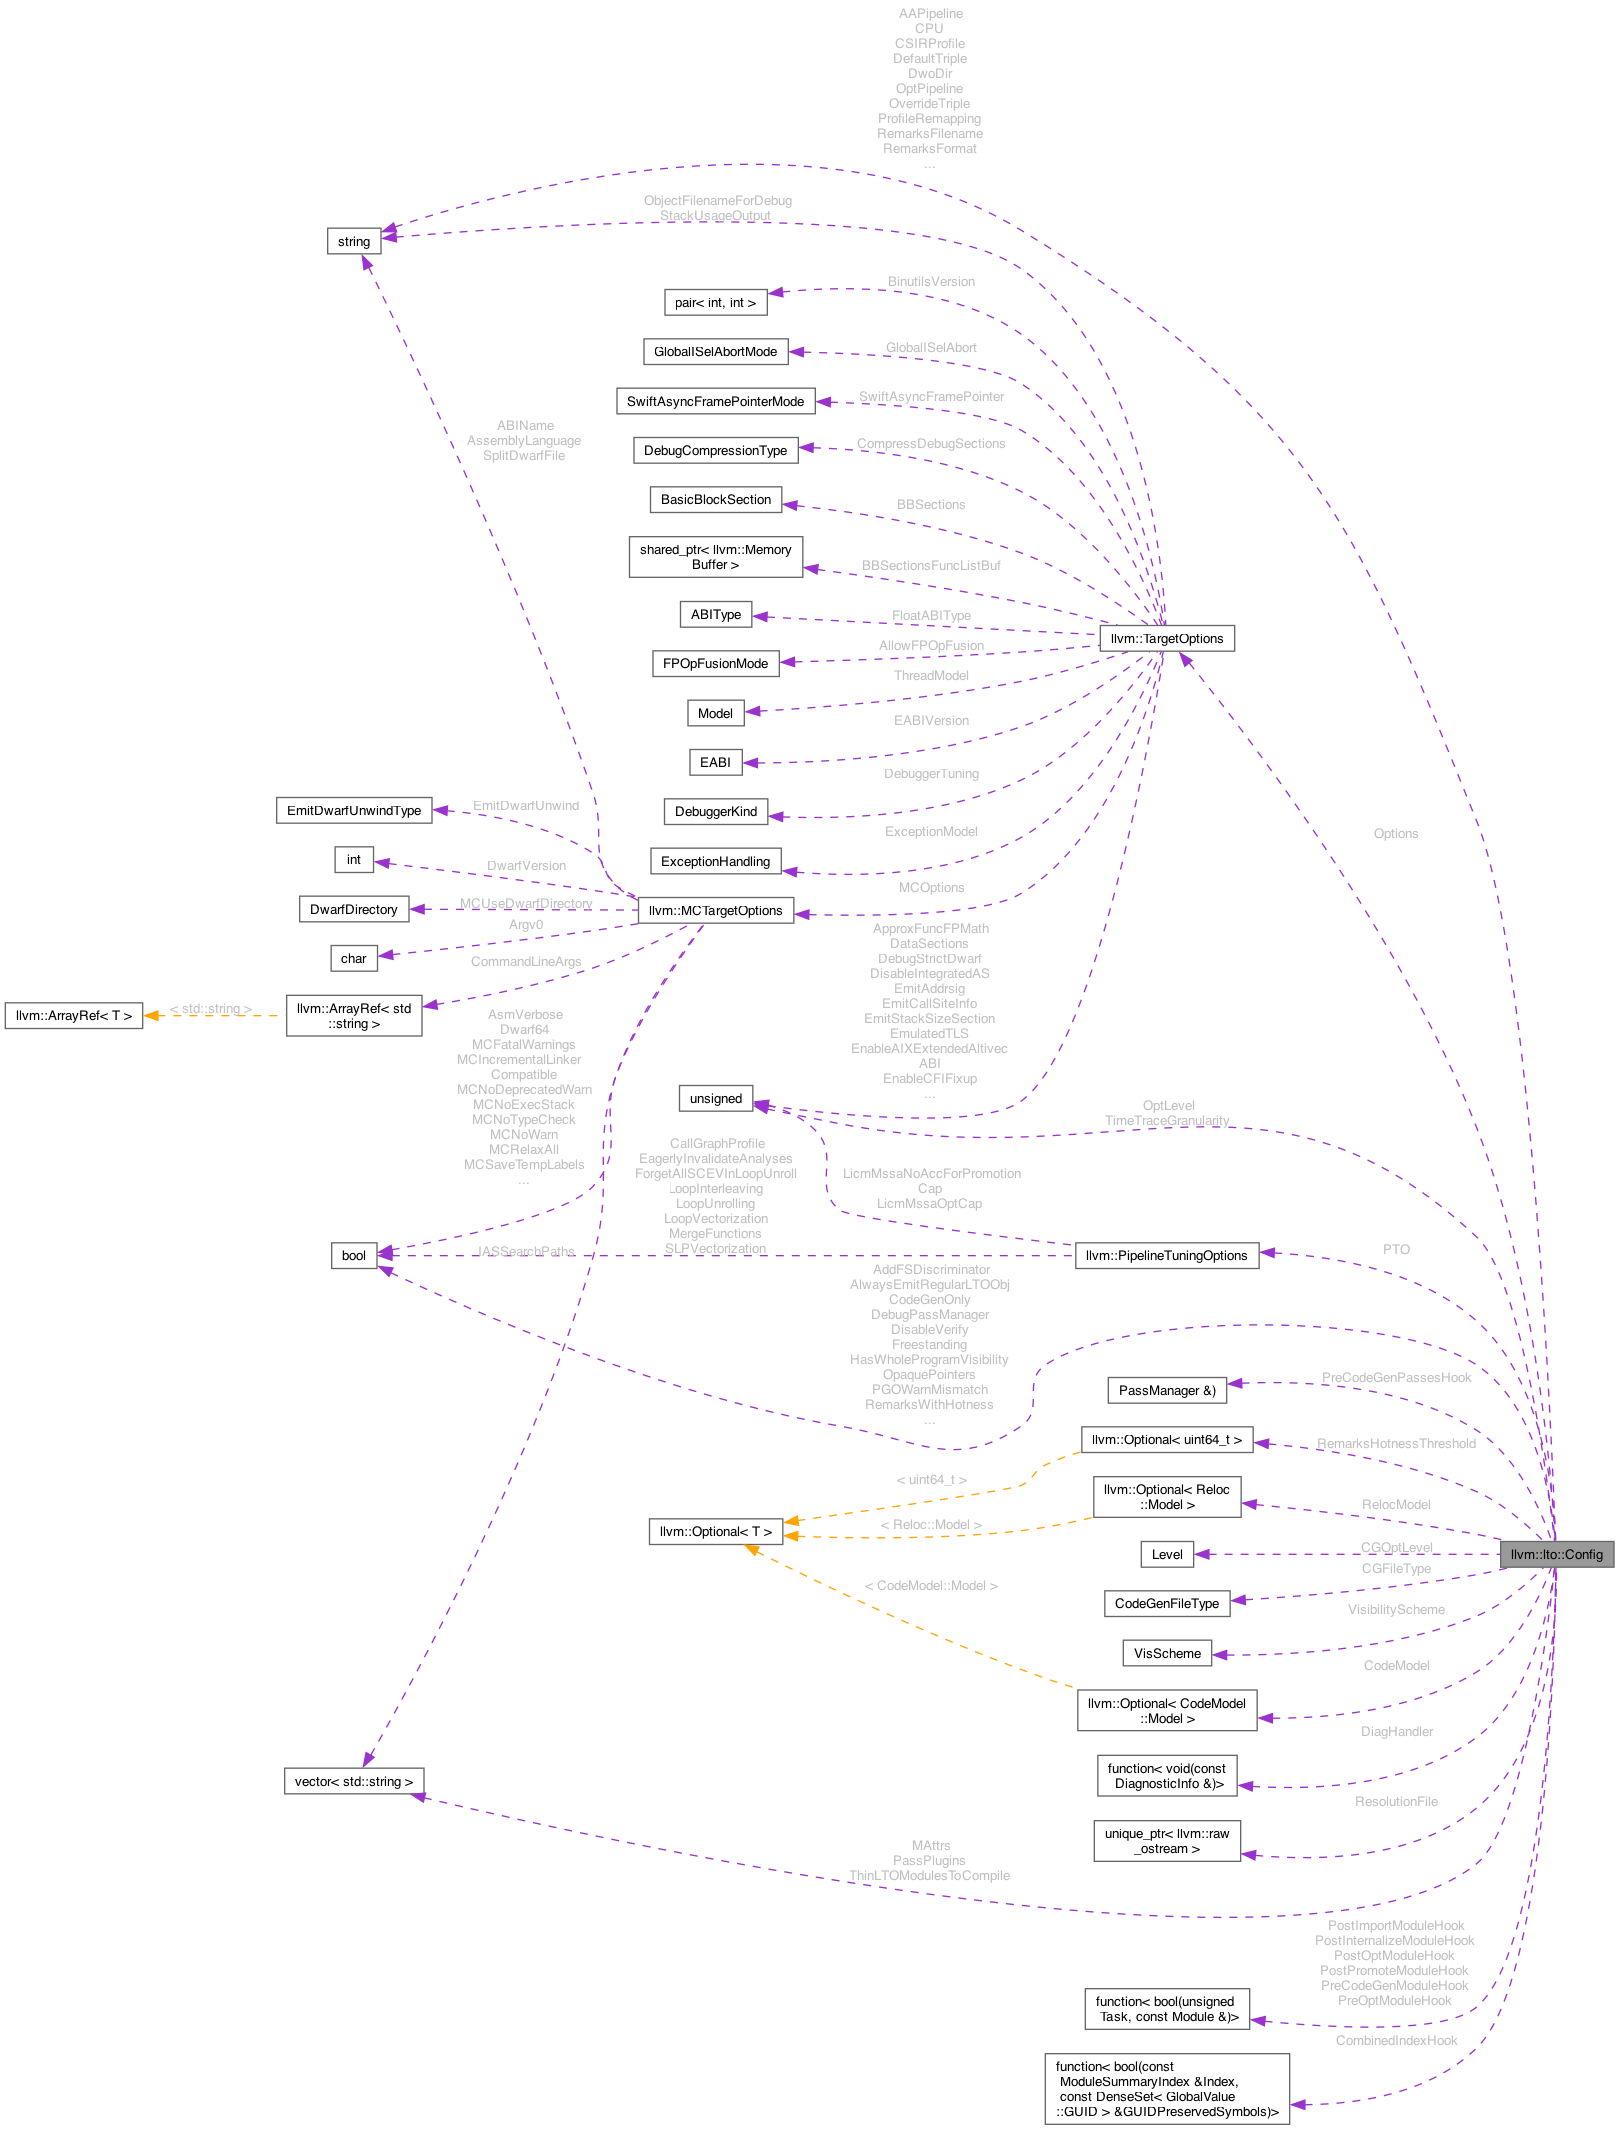 AAPipeline
CPU
CSIRProfile
DefaultTriple
DwoDir
OptPipeline
OverrideTriple
ProfileRemapping
RemarksFilename
RemarksFormat
...
ObjectFilenameForDebug
StackUsageOutput
string
BinutilsVersion
pair< int, int >
GlobalISelAbort
GlobalISelAbortMode
SwiftAsyncFramePointer
SwiftAsyncFramePointerMode
ABIName
AssemblyLanguage
SplitDwarfFile
CompressDebugSections
DebugCompressionType
BBSections
BasicBlockSection
shared_ptr< llvm::Memory
Buffer >
BBSectionsFuncListBuf
ABIType
FloatABIType
llvm::TargetOptions
AllowFPOpFusion
FPOpFusionMode
ThreadModel
Model
EABIVersion
EABI
DebuggerTuning
DebuggerKind
EmitDwarfUnwindType
EmitDwarfUnwind
ExceptionModel
Options
int
DwarfVersion
ExceptionHandling
MCOptions
DwarfDirectory
MCUseDwarfDirectory
llvm::MCTargetOptions
Argv0
char
CommandLineArgs
llvm::ArrayRef< T >
< std::string >
llvm::ArrayRef< std
::string >
ApproxFuncFPMath
DataSections
DebugStrictDwarf
DisableIntegratedAS
EmitAddrsig
EmitCallSiteInfo
EmitStackSizeSection
EmulatedTLS
EnableAIXExtendedAltivec
ABI
EnableCFIFixup
...
AsmVerbose
Dwarf64
MCFatalWarnings
MCIncrementalLinker
Compatible
MCNoDeprecatedWarn
MCNoExecStack
MCNoTypeCheck
MCNoWarn
MCRelaxAll
MCSaveTempLabels
...
unsigned
OptLevel
TimeTraceGranularity
CallGraphProfile
EagerlyInvalidateAnalyses
ForgetAllSCEVInLoopUnroll
LoopInterleaving
LoopUnrolling
LoopVectorization
MergeFunctions
SLPVectorization
LicmMssaNoAccForPromotion
Cap
LicmMssaOptCap
bool
IASSearchPaths
llvm::PipelineTuningOptions
PTO
AddFSDiscriminator
AlwaysEmitRegularLTOObj
CodeGenOnly
DebugPassManager
DisableVerify
Freestanding
HasWholeProgramVisibility
OpaquePointers
PGOWarnMismatch
RemarksWithHotness
...
PassManager &)
PreCodeGenPassesHook
llvm::Optional< uint64_t >
RemarksHotnessThreshold
< uint64_t >
llvm::Optional< Reloc
::Model >
RelocModel
llvm::Optional< T >
< Reloc::Model >
Level
CGOptLevel
llvm::lto::Config
CGFileType
CodeGenFileType
< CodeModel::Model >
VisibilityScheme
VisScheme
CodeModel
llvm::Optional< CodeModel
::Model >
DiagHandler
function< void(const
DiagnosticInfo &)>
vector< std::string >
ResolutionFile
unique_ptr< llvm::raw
_ostream >
MAttrs
PassPlugins
ThinLTOModulesToCompile
PostImportModuleHook
PostInternalizeModuleHook
PostOptModuleHook
PostPromoteModuleHook
PreCodeGenModuleHook
PreOptModuleHook
function< bool(unsigned
Task, const Module &)>
CombinedIndexHook
function< bool(const
ModuleSummaryIndex &Index,
const DenseSet< GlobalValue
::GUID > &GUIDPreservedSymbols)>